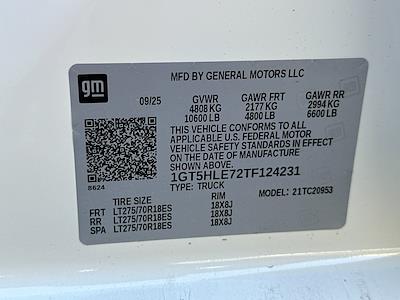 gm
MFD BY GENERAL MOTORS LLC
09/25 GVWR GAWR FRT GAWR RR
4808 KG 2177 KG 2994 KG
10600 LB 4800 LB 6600 LB
THIS VEHICLE CONFORMS TO ALL
APPLICABLE U.S. FEDERAL MOTOR
VEHICLE SAFETY STANDARDS IN EFFECT
ON THE DATE OF MANUFACTURE
SHOWN ABOVE.
1GT5HLE72TF124231
8624 TYPE: TRUCK MODEL: 21TC20953
TIRE SIZE RIM
FRT LT275/70R18ES 18X8J
RR LT275/70R18ES 18X8J
SPA LT275/70R18ES 18X8J